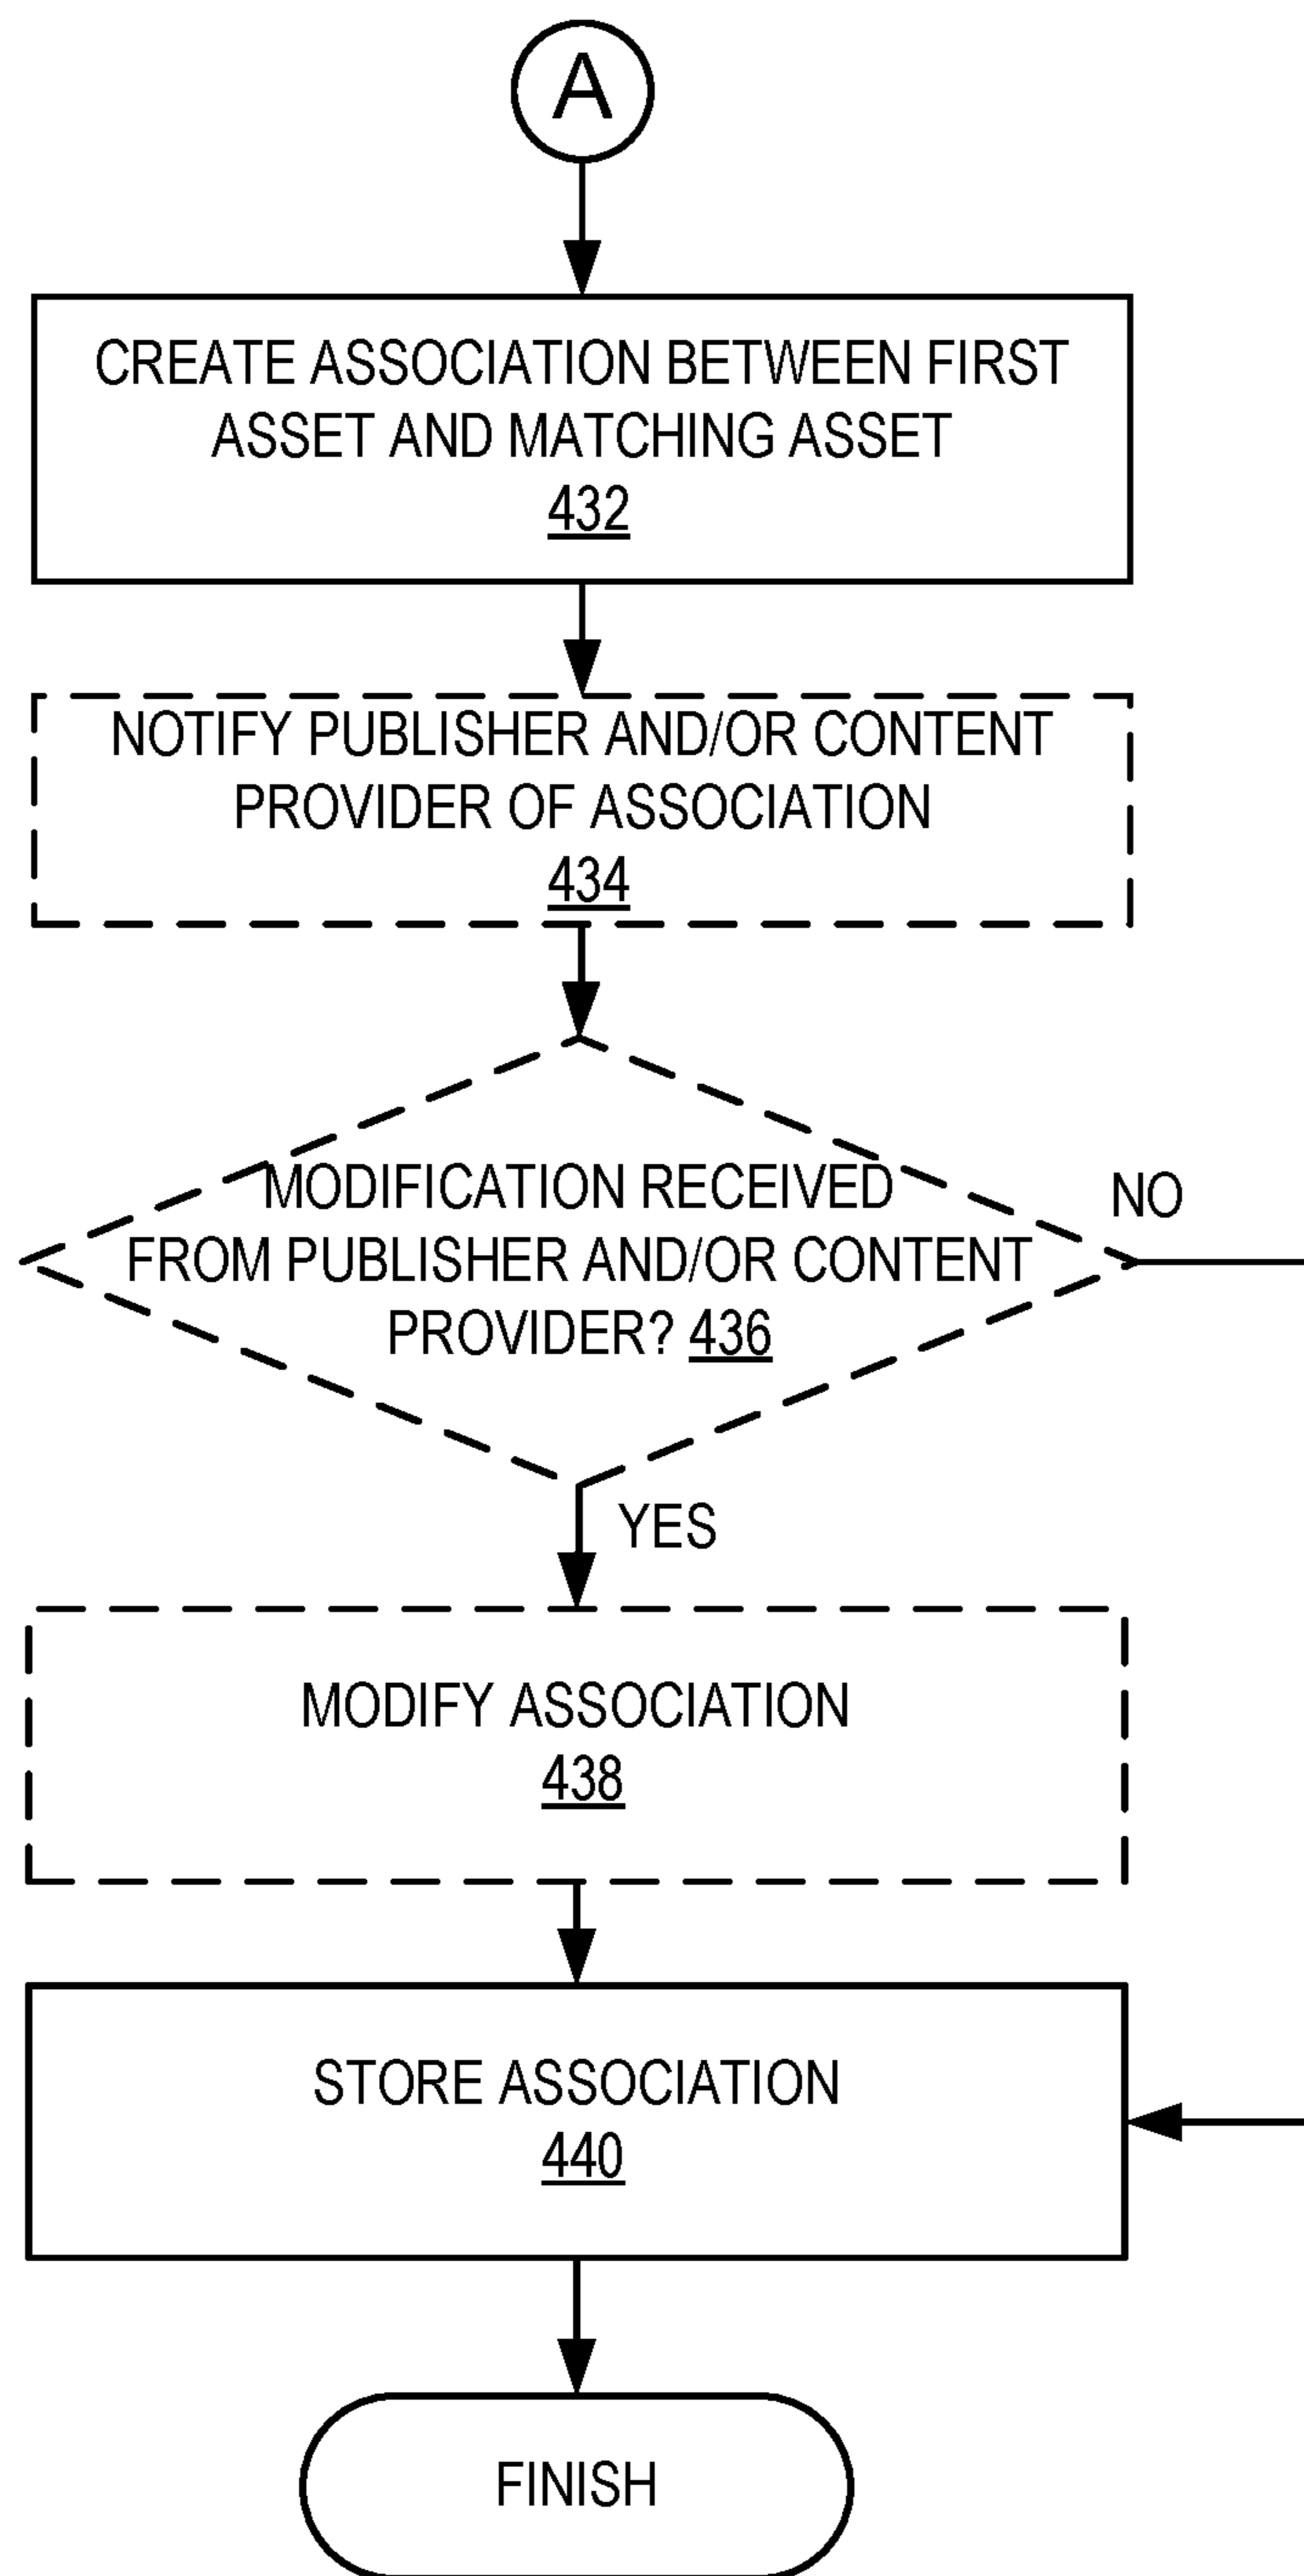 A
CREATE ASSOCIATION BETWEEN FIRST
ASSET AND MATCHING ASSET
432
NOTIFY PUBLISHER AND/OR CONTENT
PROVIDER OF ASSOCIATION
434
MODIFICATION RECEIVED
FROM PUBLISHER AND/OR CONTENT
PROVIDER? 436
NO
YES
MODIFY ASSOCIATION
438
STORE ASSOCIATION
440
FINISH